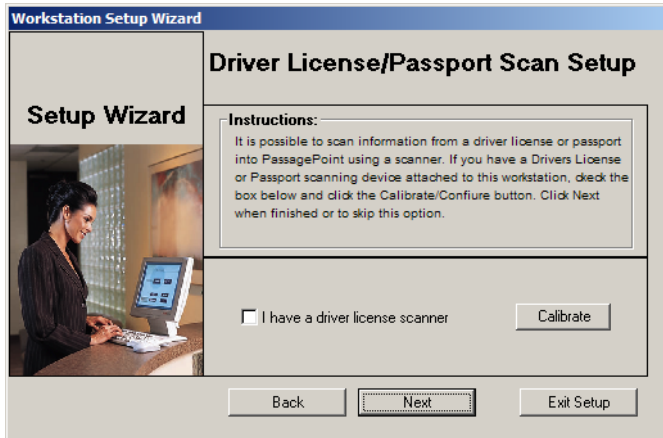 Workstation Setup Wizard
Driver License/Passport Scan Setup
Setup Wizard
Instructions:
It is possible to scan information from a driver license or passport
into PassagePoint using a scanner. If you have a Drivers License
or Passport scanning device attached to this workstation, check the
box below and click the Calibrate/Confiure button. Click Next
when finished or to skip this option.
I have a driver license scanner
Calibrate
Back
Next
Exit Setup